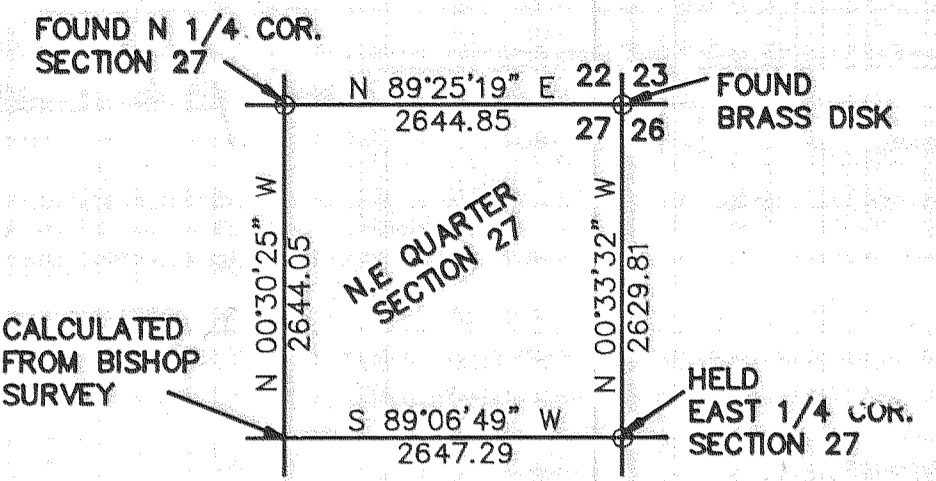 FOUND N 1/4 COR.
SECTION 27
N 89°25'19" E
2644.85
22 23
27 26
FOUND
BRASS DISK
N 00°30'25" W
2644.05
N.E QUARTER
SECTION 27
N 00°33'32" W
2629.81
CALCULATED
FROM BISHOP
SURVEY
S 89°06'49" W
2647.29
HELD
EAST 1/4 COR.
SECTION 27